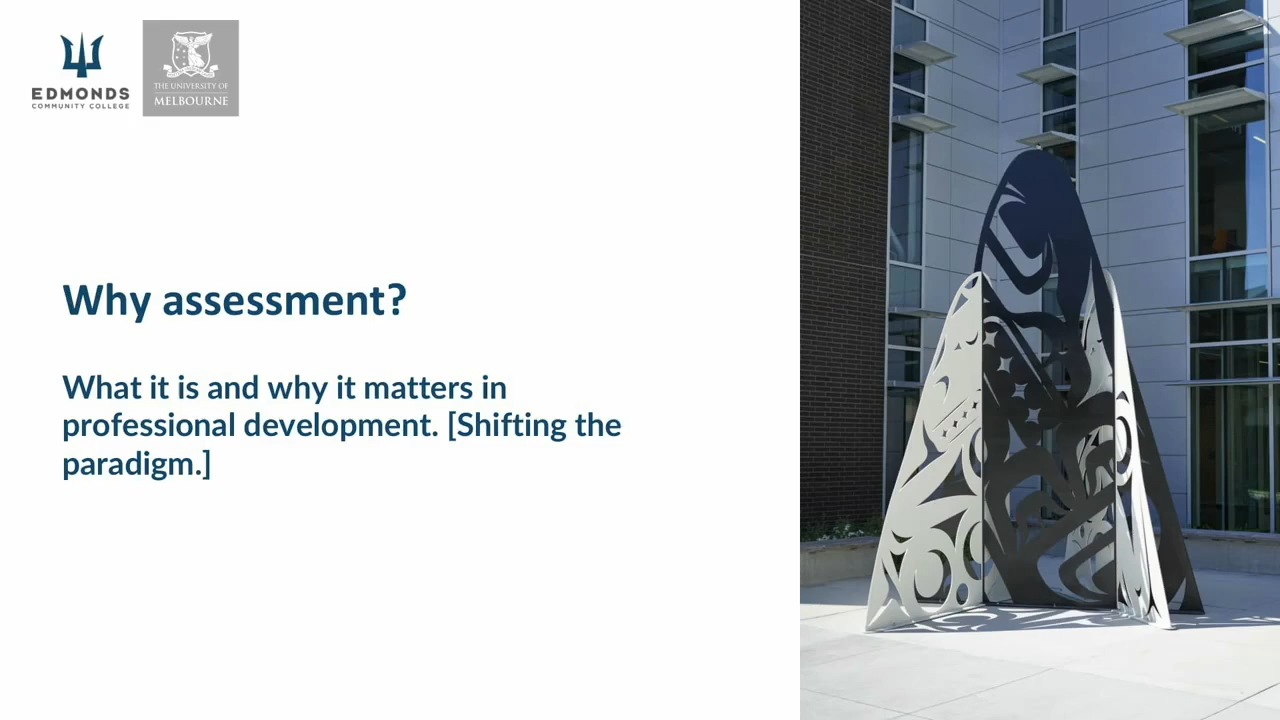 EDMONDS
COMMUNITY COLLEGE
THE UNIVERSITY OF
MELBOURNE
Why assessment?
What it is and why it matters in
professional development. [Shifting the
paradigm.]